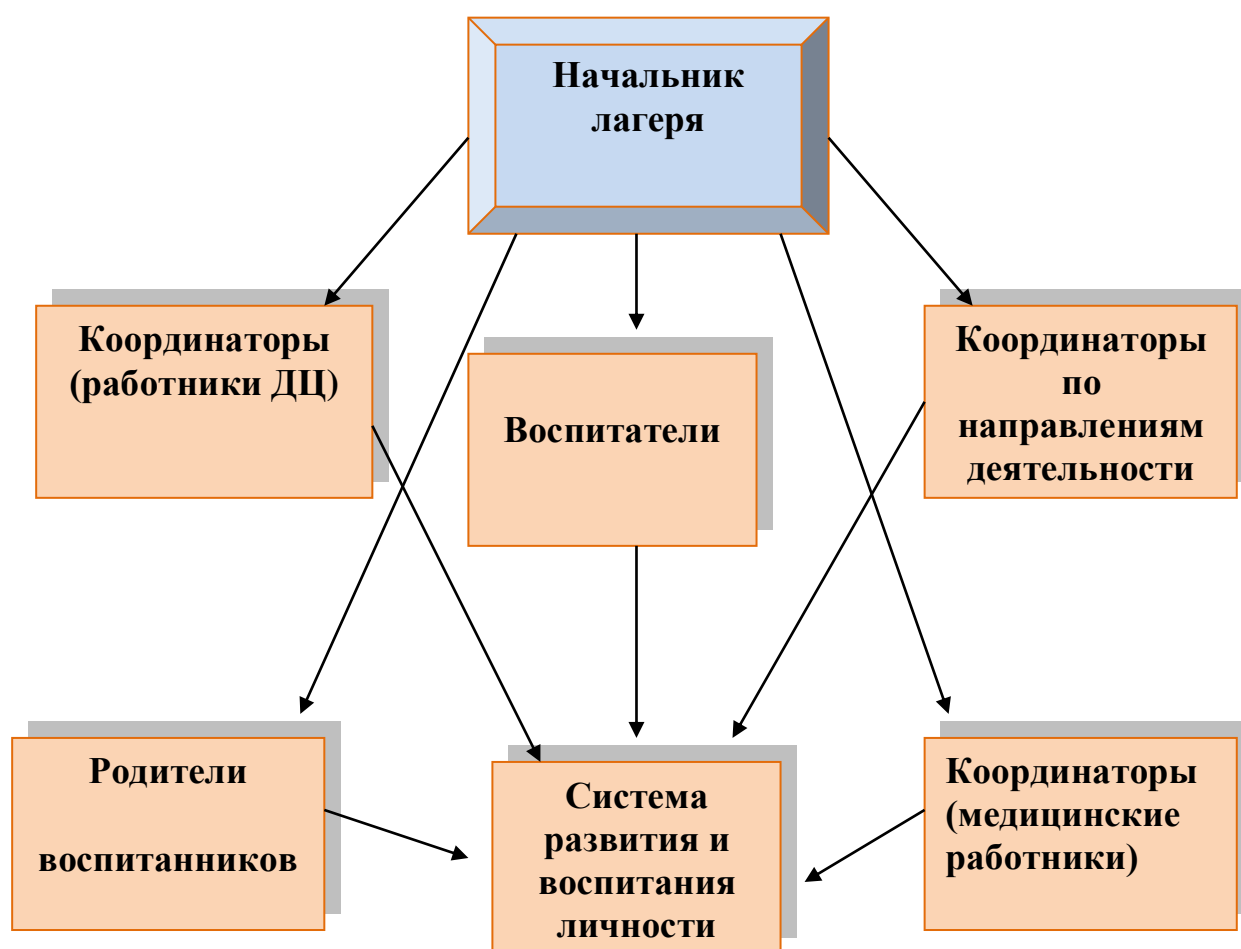 Начальник
лагеря
Координаторы
(работники ДЦ)
Воспитатели
Координаторы
по
направлениям
деятельности
Родители
воспитанников
Система
развития и
воспитания
личности
Координаторы
(медицинские
работники)